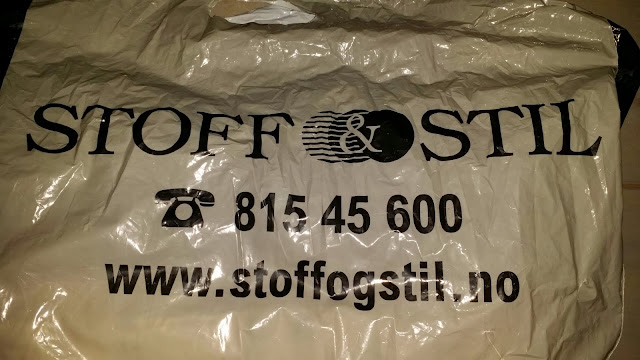 STOFF & STIL
☎ 815 45 600
www.stoffogstil.no